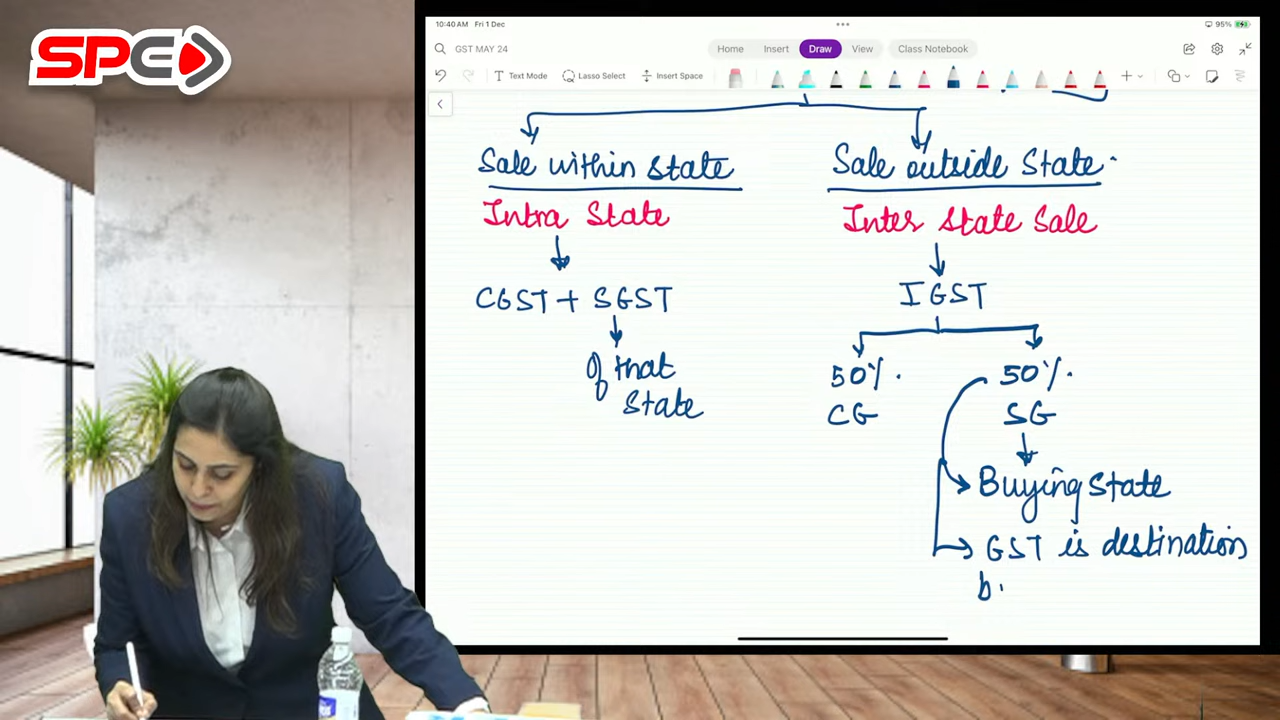 SPED
10:40 AM Fri 1 Dec
95%
GST MAY 24
Home Insert Draw View Class Notebook
Text Mode Lasso Select Insert Space
Sale within state
Sale outside State
Intra State
Inter State Sale
CGST + SGST
IGST
Of that
State
50%.
50%.
CG
SG
Buying State
GST is destination
b